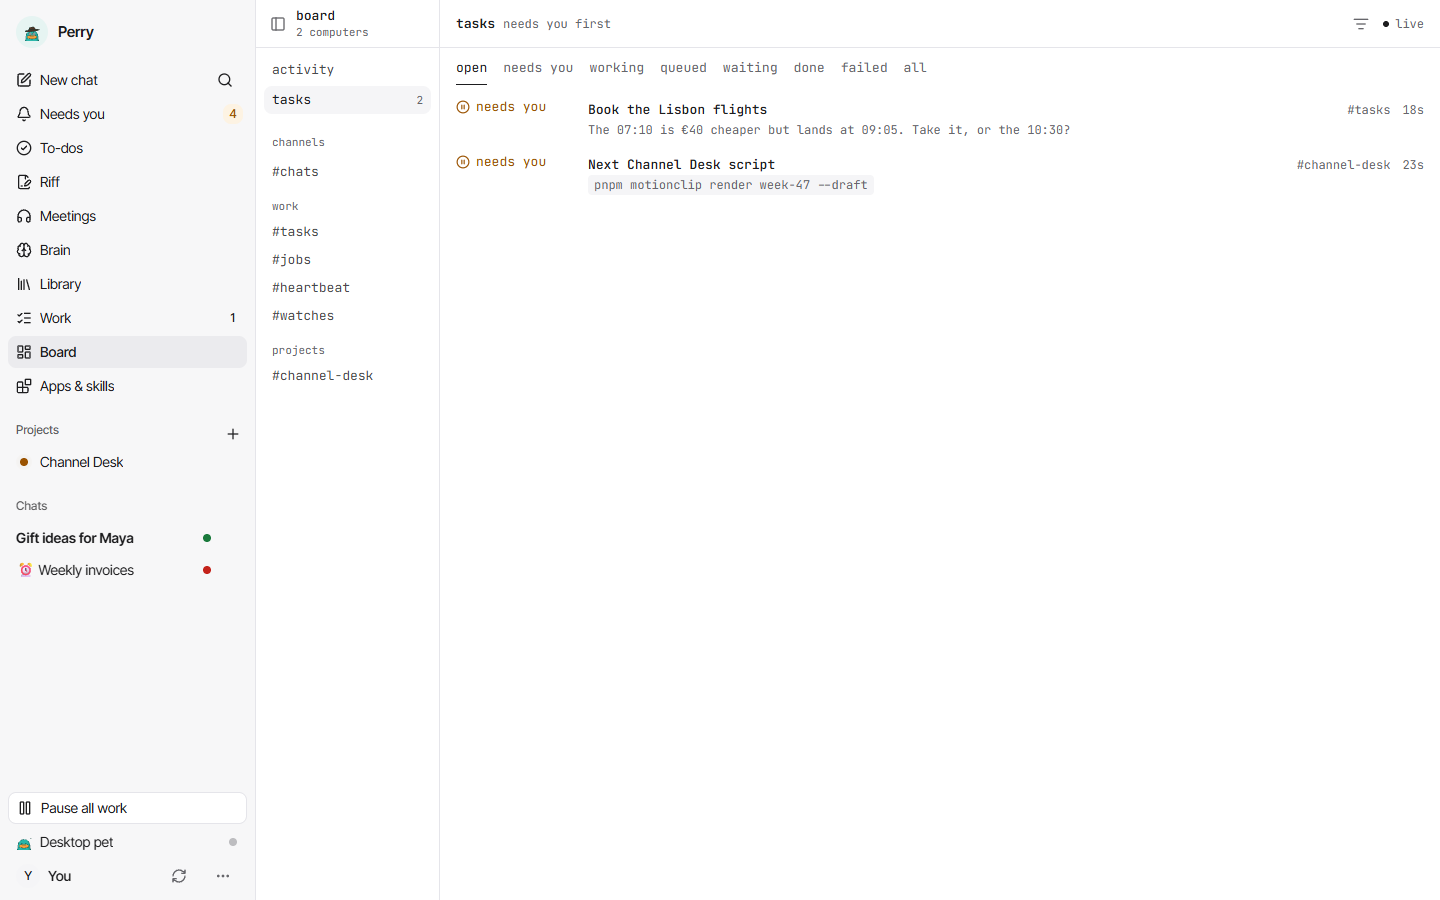 Perry
New chat
Needs you 4
To-dos
Riff
Meetings
Brain
Library
Work 1
Board
Apps & skills
Projects
Channel Desk
Chats
Gift ideas for Maya
Weekly invoices
Pause all work
Desktop pet
Y You
board
2 computers
activity
tasks 2
channels
#chats
work
#tasks
#jobs
#heartbeat
#watches
projects
#channel-desk
tasks needs you first
live
open needs you working queued waiting done failed all
needs you Book the Lisbon flights #tasks 18s
The 07:10 is €40 cheaper but lands at 09:05. Take it, or the 10:30?
needs you Next Channel Desk script #channel-desk 23s
pnpm motionclip render week-47 --draft